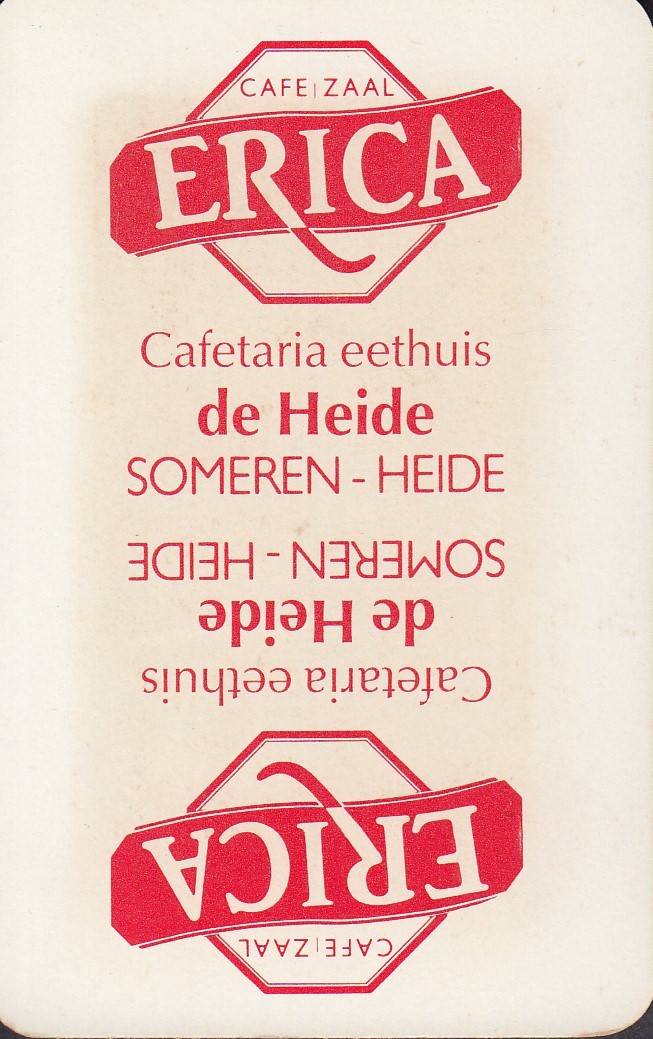 CAFE | ZAAL
ERICA
Cafetaria eethuis
de Heide
SOMEREN - HEIDE
SOMEREN - HEIDE
de Heide
Cafetaria eethuis
ERICA
CAFE | ZAAL